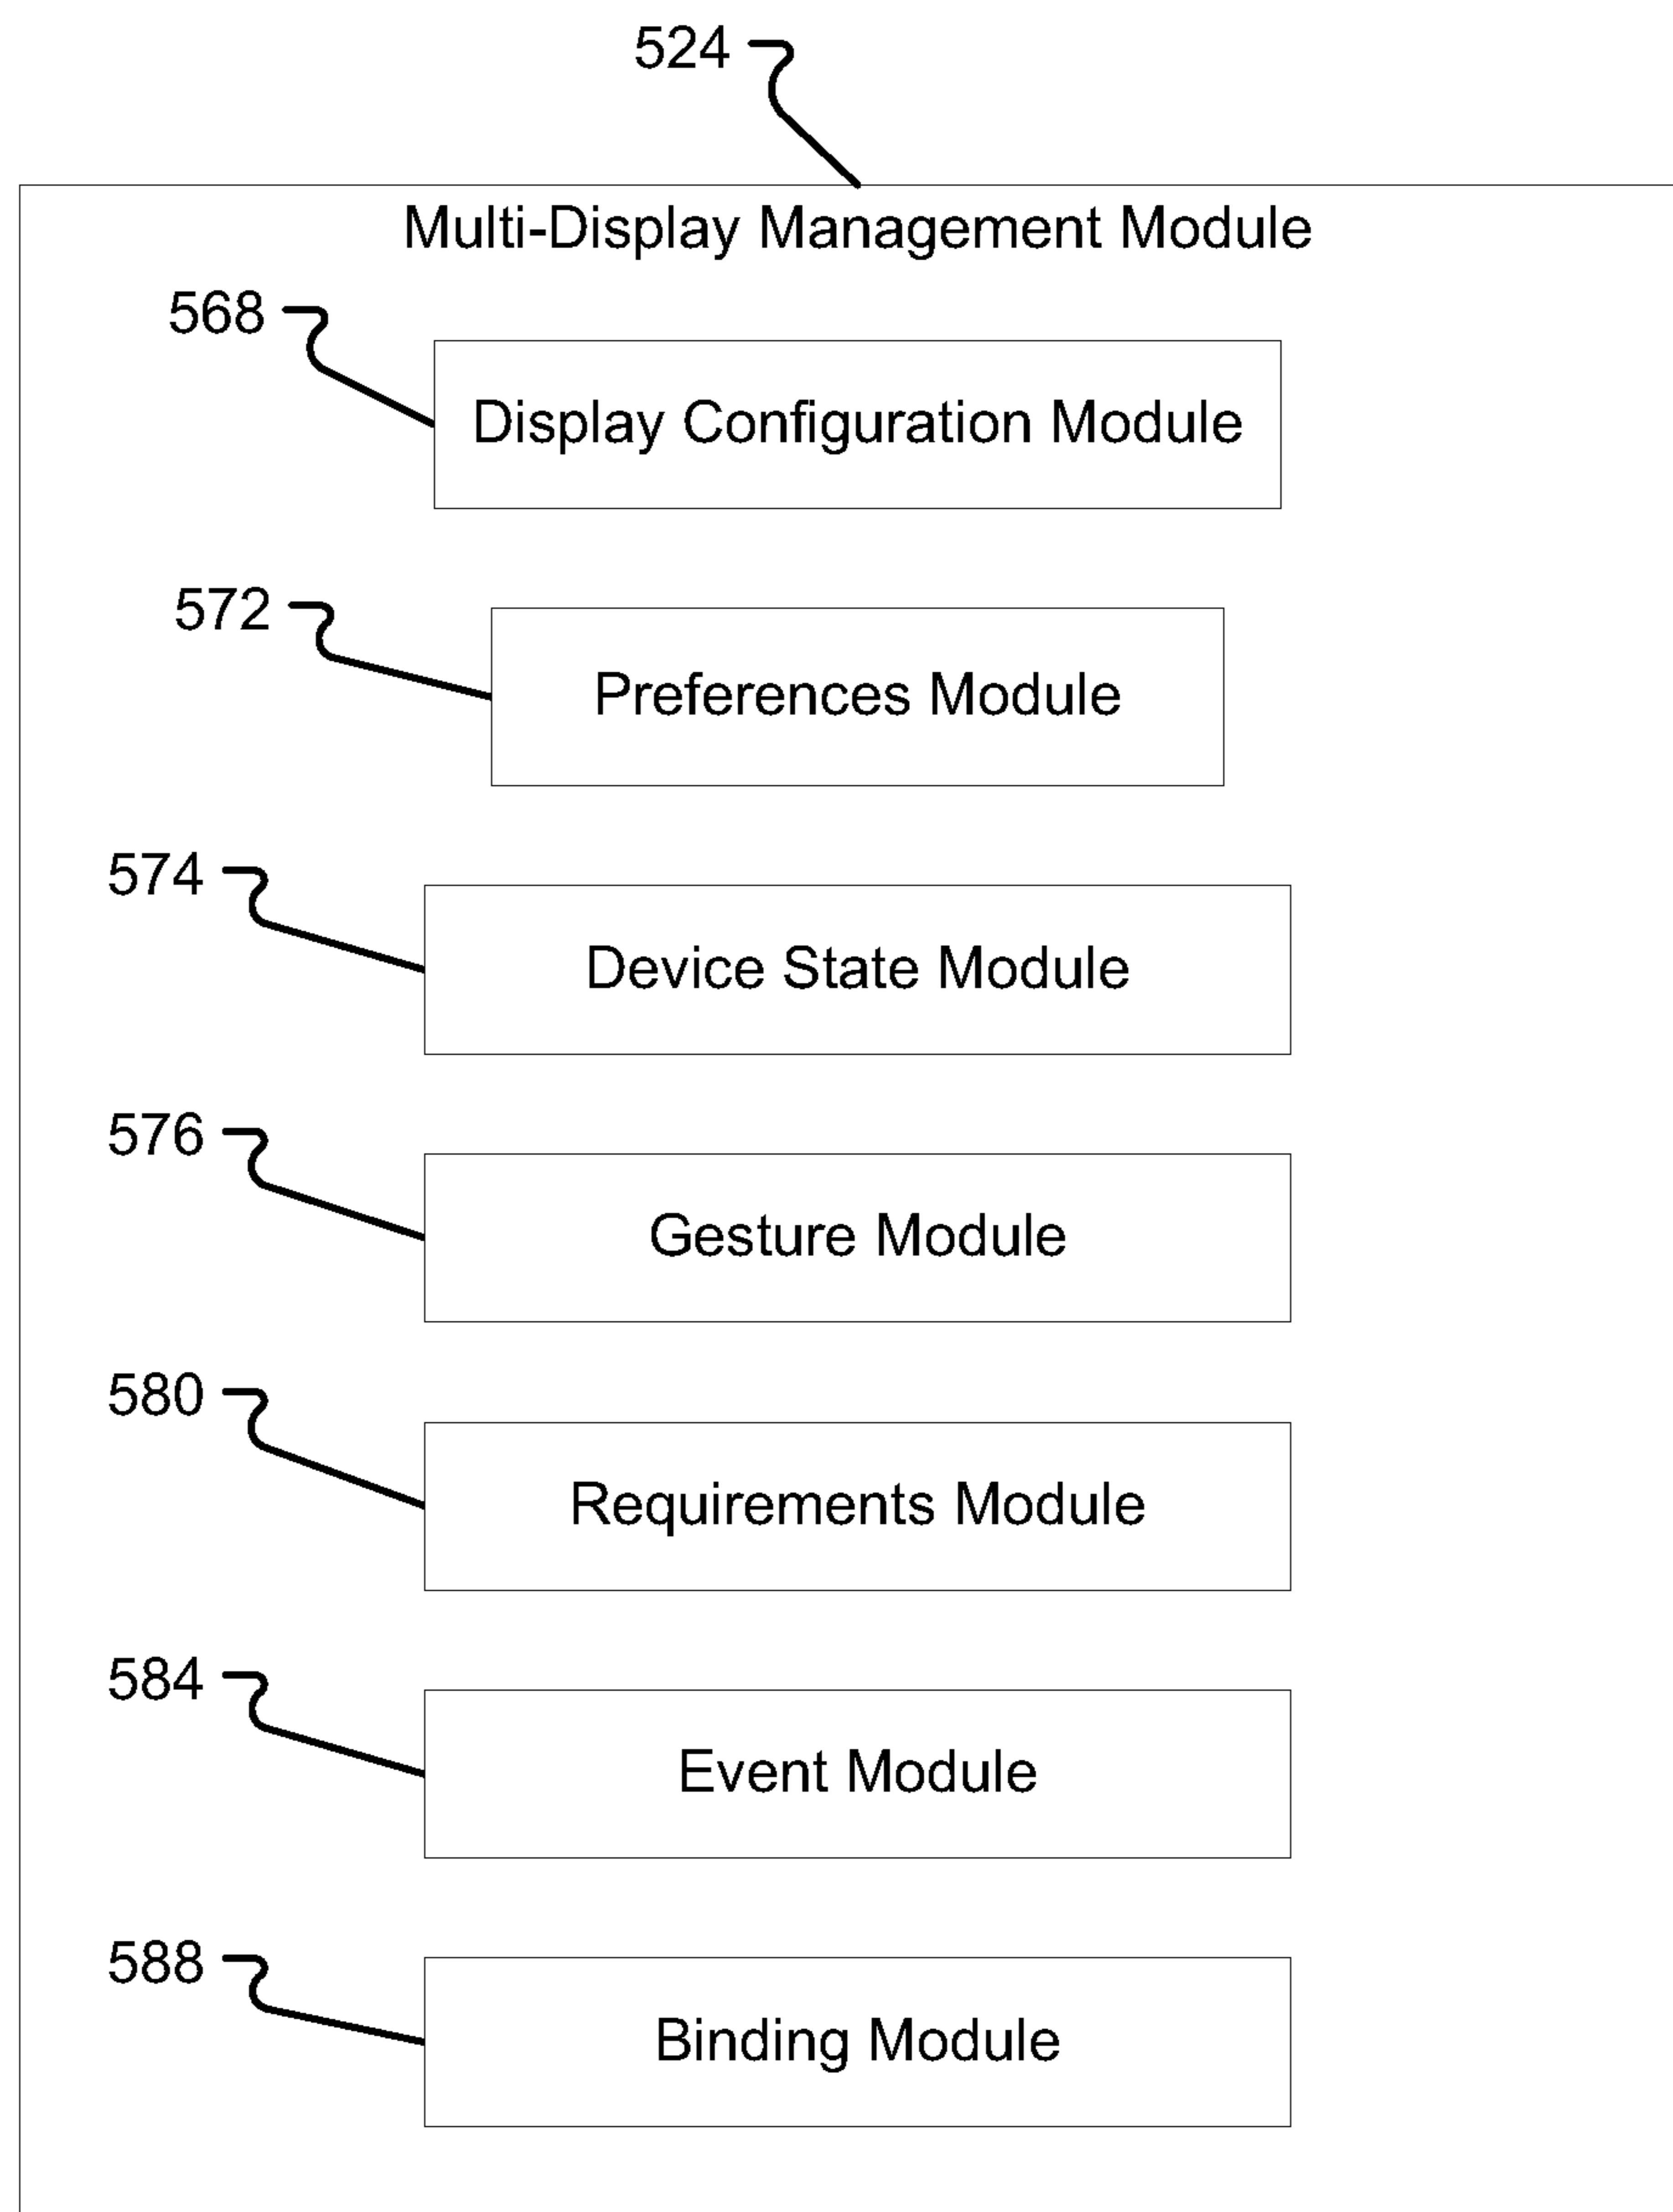 524
Multi-Display Management Module
568
Display Configuration Module
572
Preferences Module
574
Device State Module
576
Gesture Module
580
Requirements Module
584
Event Module
588
Binding Module